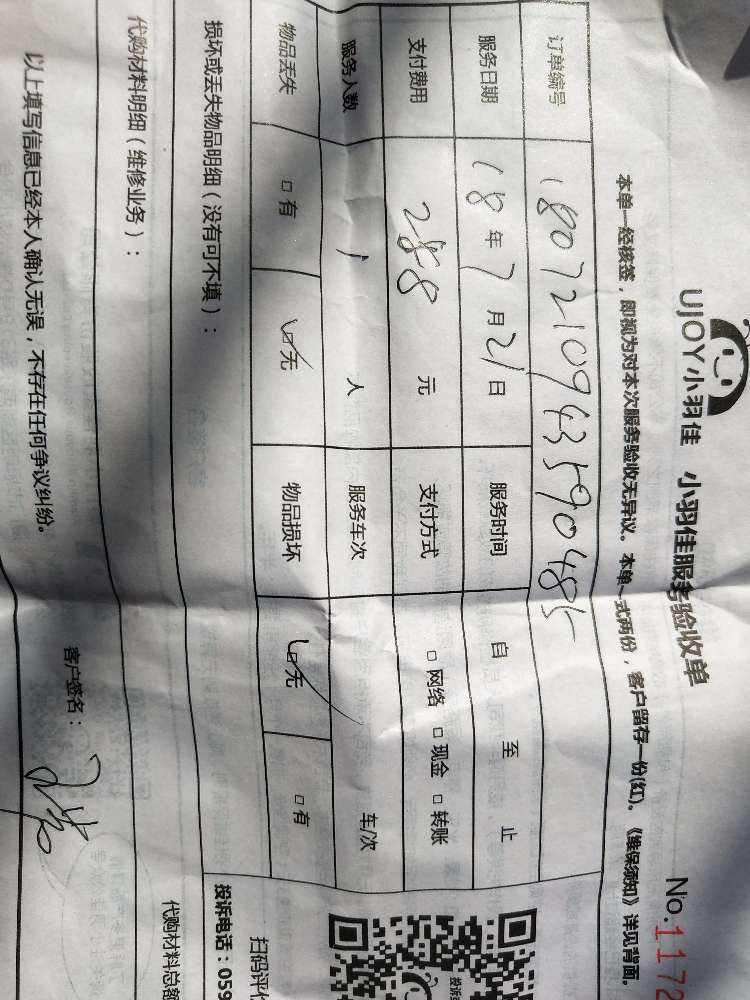 UJOY小羽佳 小羽佳服务验收单 No.1172
本单一经核签，即视为对本次服务验收无异议。本单一式两份，客户留存一份(红)。《维保须知》详见背面。
订单编号 1807210943590485
服务日期 18年7月21日 服务时间 自 至 止
支付费用 288元 支付方式 □网络 □现金 □转账
服务人数 1 人 服务车次 车/次
物品丢失 □有 ☑无 物品损坏 ☑无 □有
损坏或丢失物品明细（没有可不填）：
代购材料明细（维修业务）：
以上填写信息已经本人确认无误，不存在任何争议纠纷。
客户签名：
扫码评价
投诉电话：059
代购材料总额